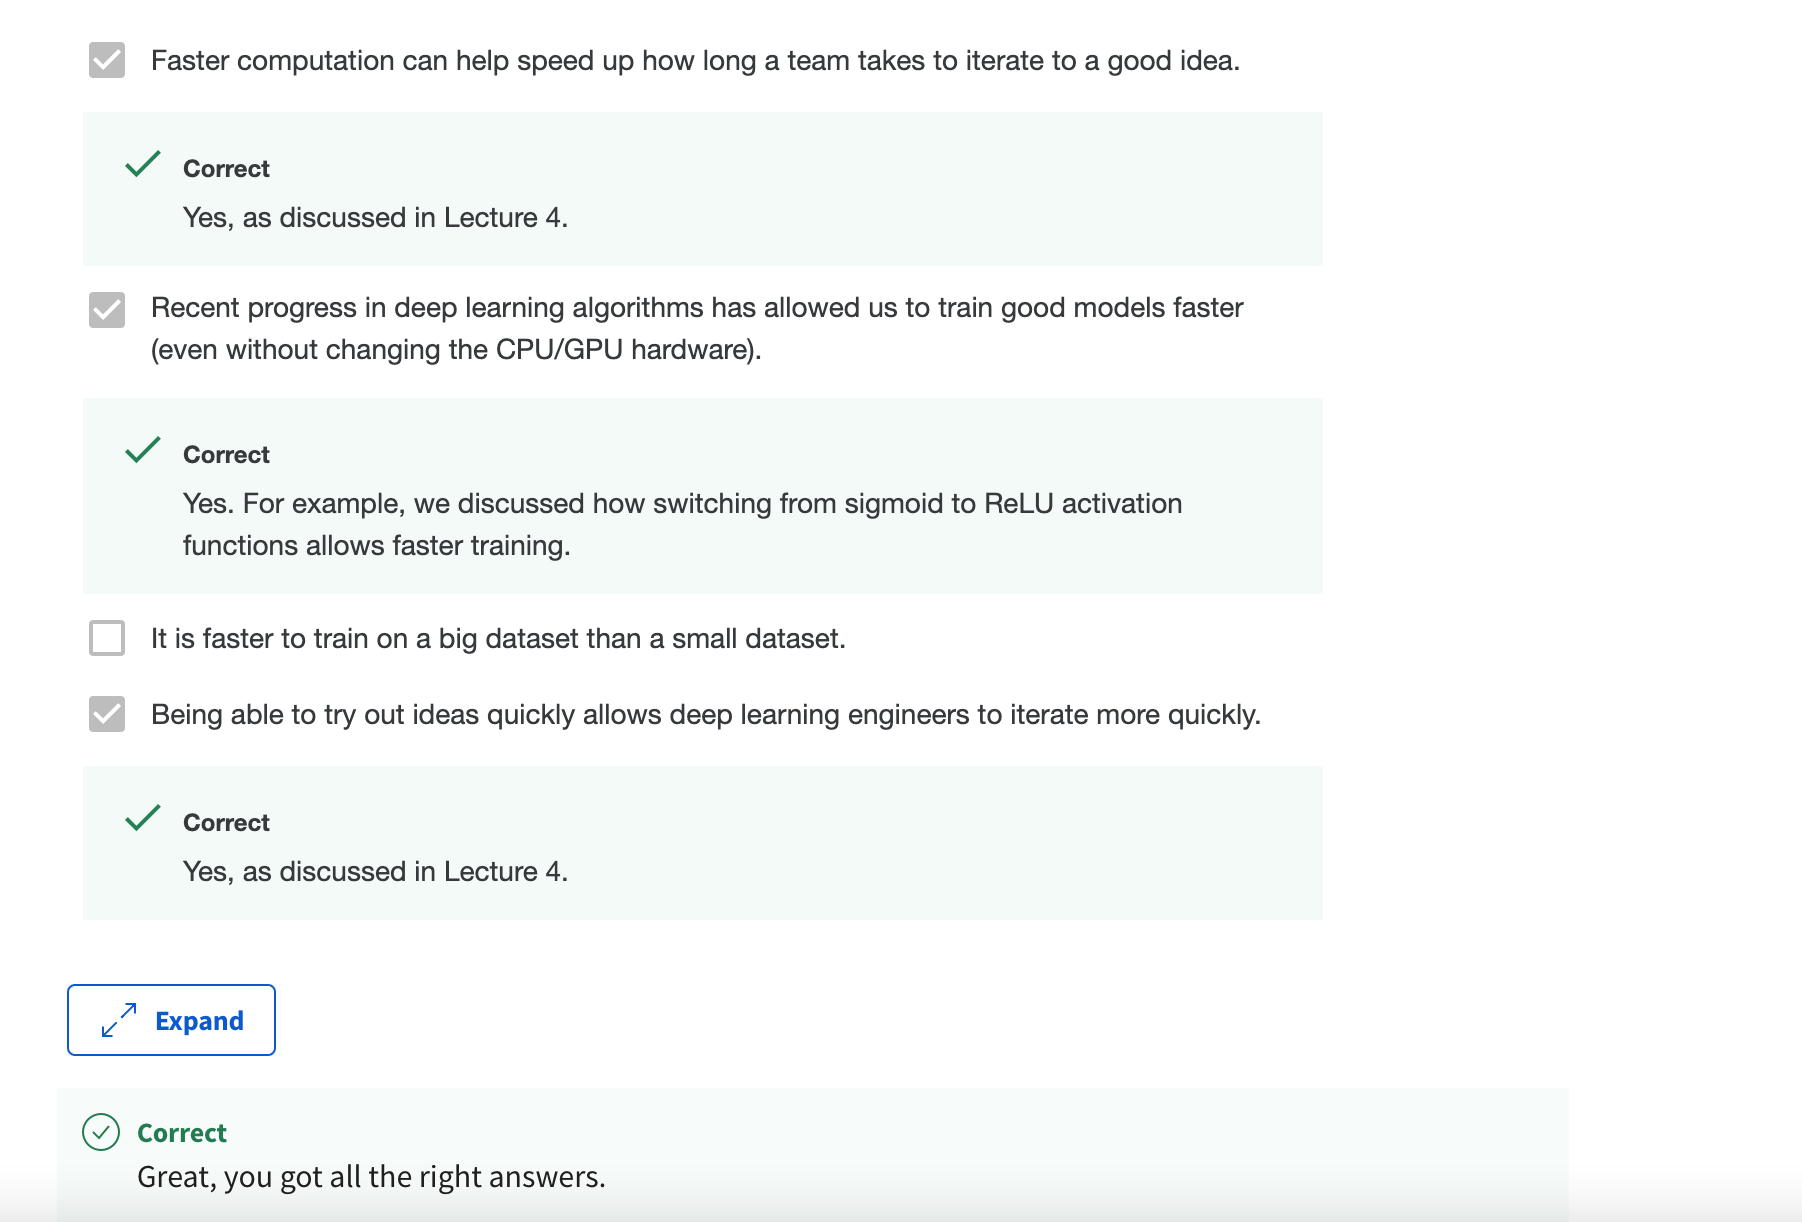 Faster computation can help speed up how long a team takes to iterate to a good idea.
Correct
Yes, as discussed in Lecture 4.
Recent progress in deep learning algorithms has allowed us to train good models faster
(even without changing the CPU/GPU hardware).
Correct
Yes. For example, we discussed how switching from sigmoid to ReLU activation
functions allows faster training.
It is faster to train on a big dataset than a small dataset.
Being able to try out ideas quickly allows deep learning engineers to iterate more quickly.
Correct
Yes, as discussed in Lecture 4.
Expand
Correct
Great, you got all the right answers.